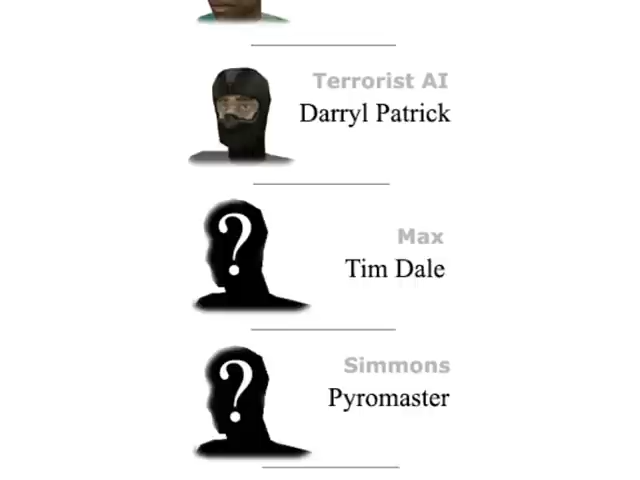 Terrorist AI
Darryl Patrick
?
Max
Tim Dale
?
Simmons
Pyromaster